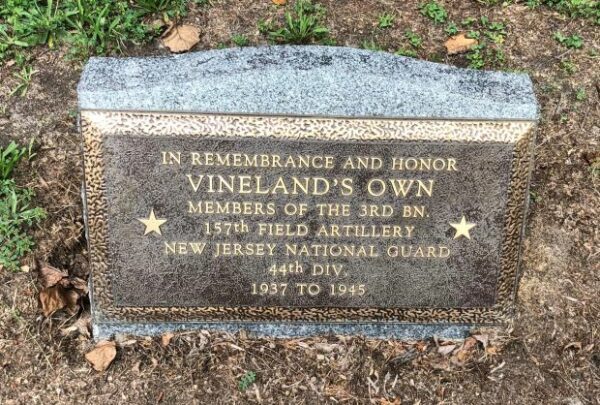 IN REMEMBRANCE AND HONOR
VINELAND'S OWN
MEMBERS OF THE 3RD BN.
157th FIELD ARTILLERY
NEW JERSEY NATIONAL GUARD
44th DIV.
1937 TO 1945